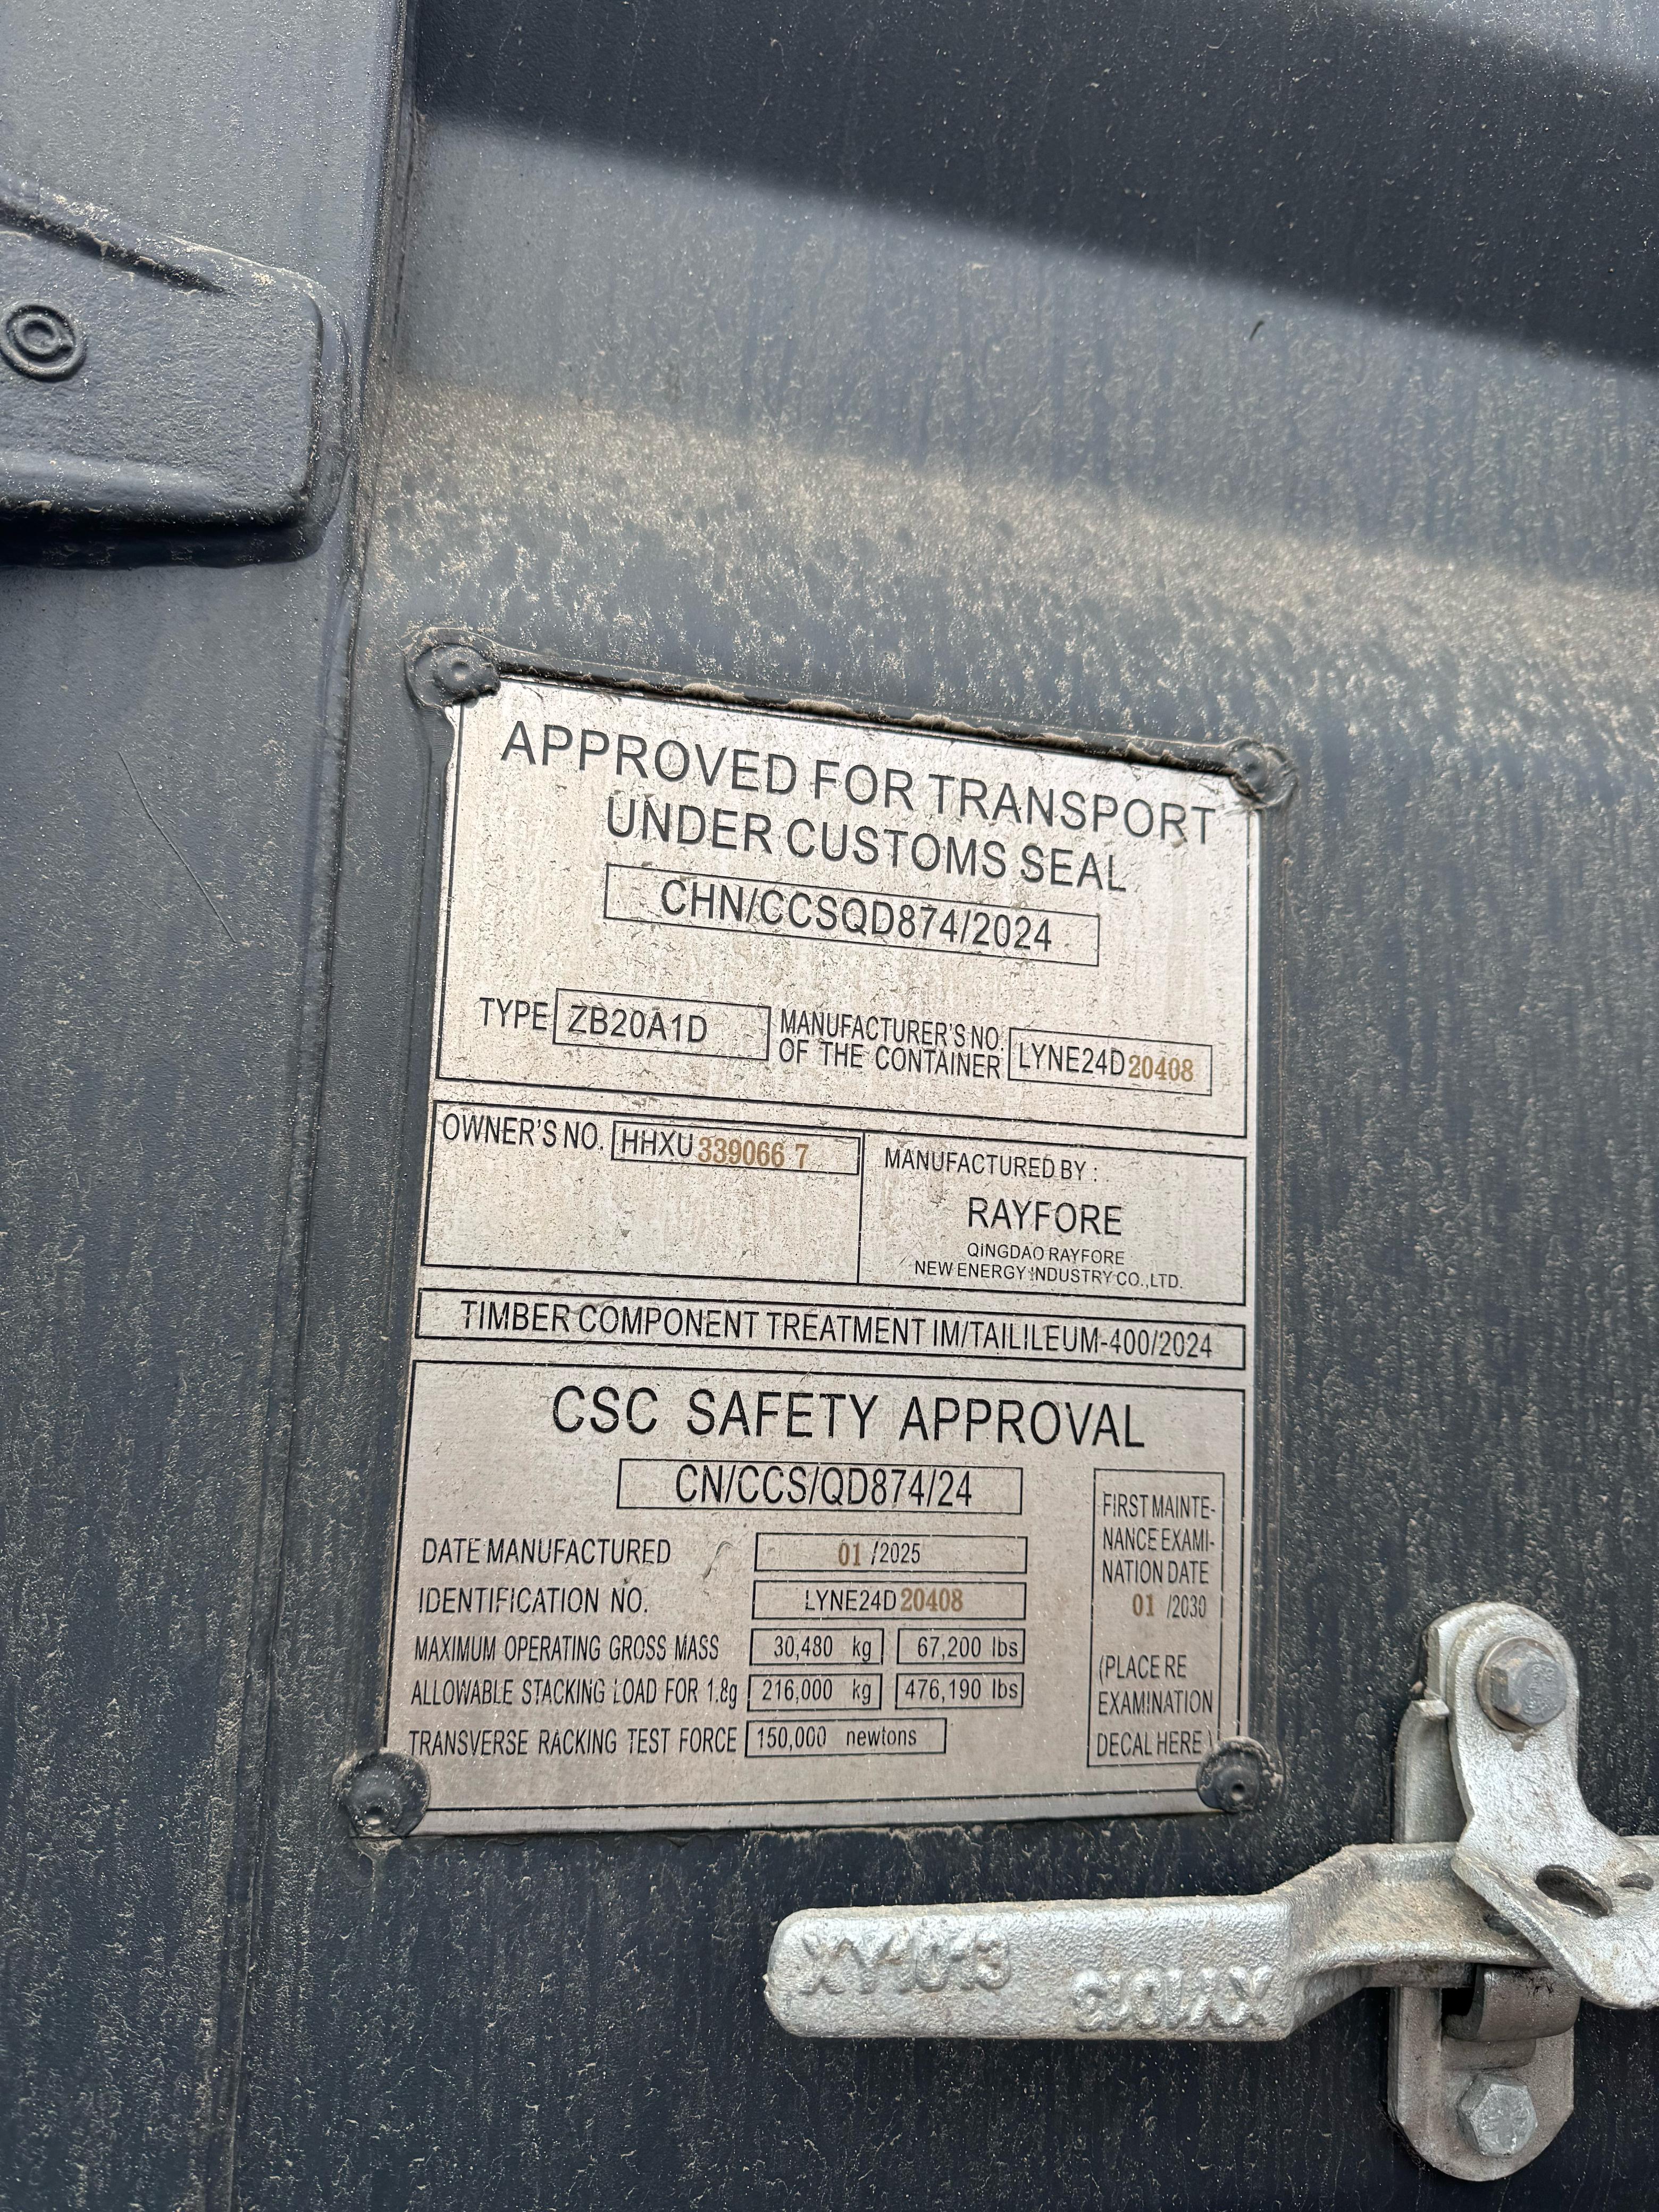 APPROVED FOR TRANSPORT
UNDER CUSTOMS SEAL
CHN/CCSQD874/2024
TYPE ZB20A1D
MANUFACTURER'S NO.
OF THE CONTAINER
LYNE24D20408
OWNER'S NO. HHXU 339066 7
MANUFACTURED BY :
RAYFORE
QINGDAO RAYFORE
NEW ENERGY INDUSTRY CO.,LTD.
TIMBER COMPONENT TREATMENT IM/TAILILEUM-400/2024
CSC SAFETY APPROVAL
CN/CCS/QD874/24
DATE MANUFACTURED 01 /2025
IDENTIFICATION NO. LYNE24D20408
MAXIMUM OPERATING GROSS MASS 30,480 kg 67,200 lbs
ALLOWABLE STACKING LOAD FOR 1.8g 216,000 kg 476,190 lbs
TRANSVERSE RACKING TEST FORCE 150,000 newtons
FIRST MAINTE-
NANCE EXAMI-
NATION DATE
01 /2030
(PLACE RE
EXAMINATION
DECAL HERE )
XY1013
XY1013